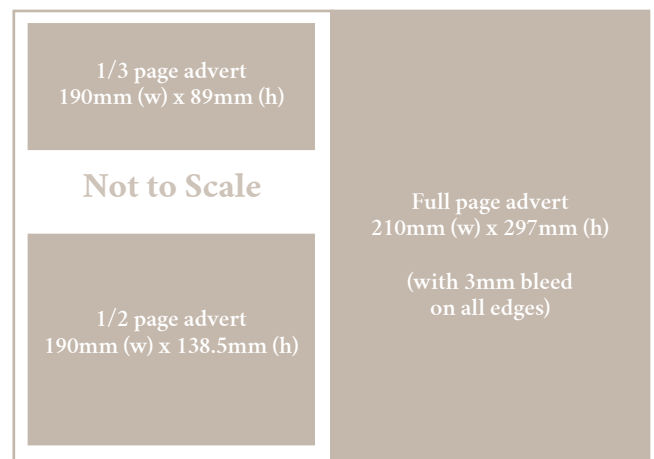 1/3 page advert
190mm (w) x 89mm (h)
Not to Scale
1/2 page advert
190mm (w) x 138.5mm (h)
Full page advert
210mm (w) x 297mm (h)
(with 3mm bleed
on all edges)